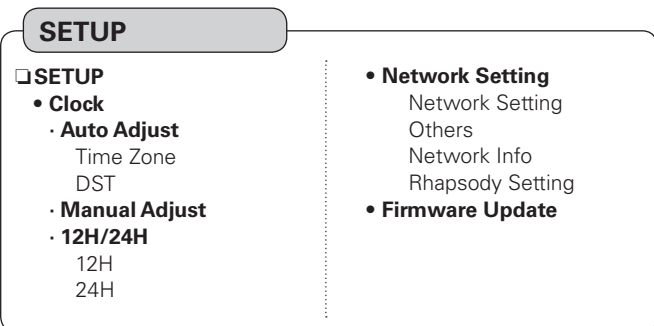 SETUP
❏SETUP
• Clock
· Auto Adjust
Time Zone
DST
· Manual Adjust
· 12H/24H
12H
24H
• Network Setting
Network Setting
Others
Network Info
Rhapsody Setting
• Firmware Update